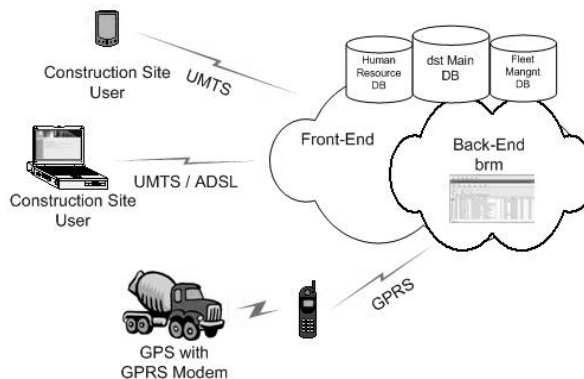 Construction Site
User
UMTS
Human
Resource
DB
dst Main
DB
Fleet
Mangnt
DB
Front-End
Back-End
brm
UMTS / ADSL
Construction Site
User
GPRS
GPS with
GPRS Modem